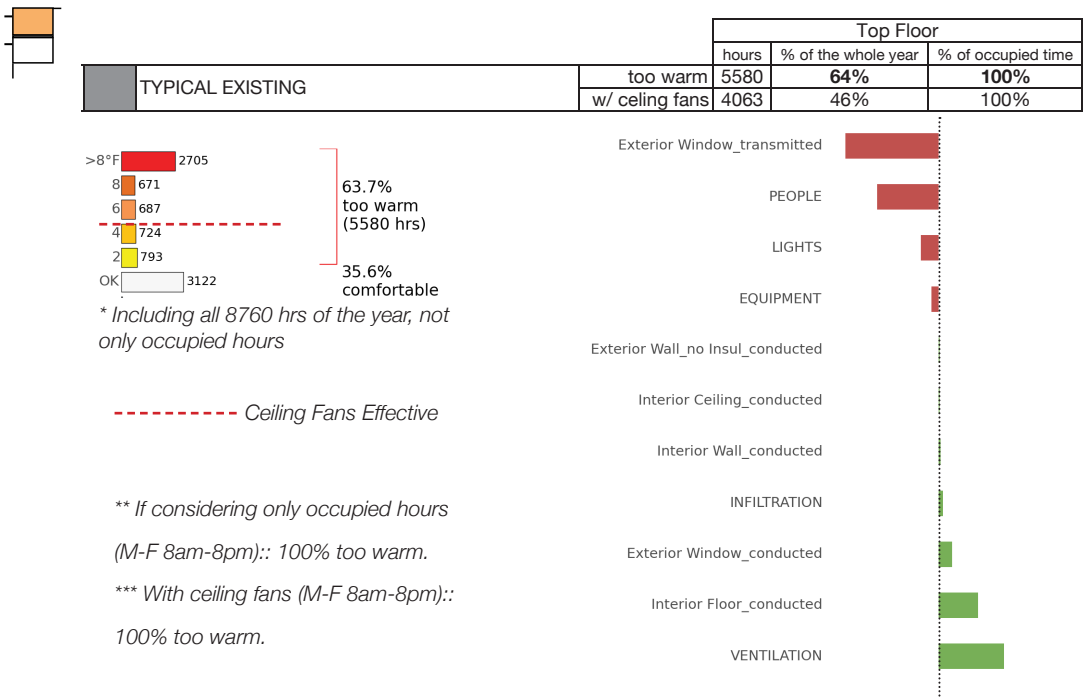 Top Floor
hours % of the whole year % of occupied time
TYPICAL EXISTING too warm 5580 64% 100%
w/ celing fans 4063 46% 100%
>8°F 2705
8 671
6 687
4 724
2 793
OK 3122
63.7%
too warm
(5580 hrs)
35.6%
comfortable
* Including all 8760 hrs of the year, not
only occupied hours
Ceiling Fans Effective
** If considering only occupied hours
(M-F 8am-8pm):: 100% too warm.
*** With ceiling fans (M-F 8am-8pm)::
100% too warm.
Exterior Window_transmitted
PEOPLE
LIGHTS
EQUIPMENT
Exterior Wall_no Insul_conducted
Interior Ceiling_conducted
Interior Wall_conducted
INFILTRATION
Exterior Window_conducted
Interior Floor_conducted
VENTILATION